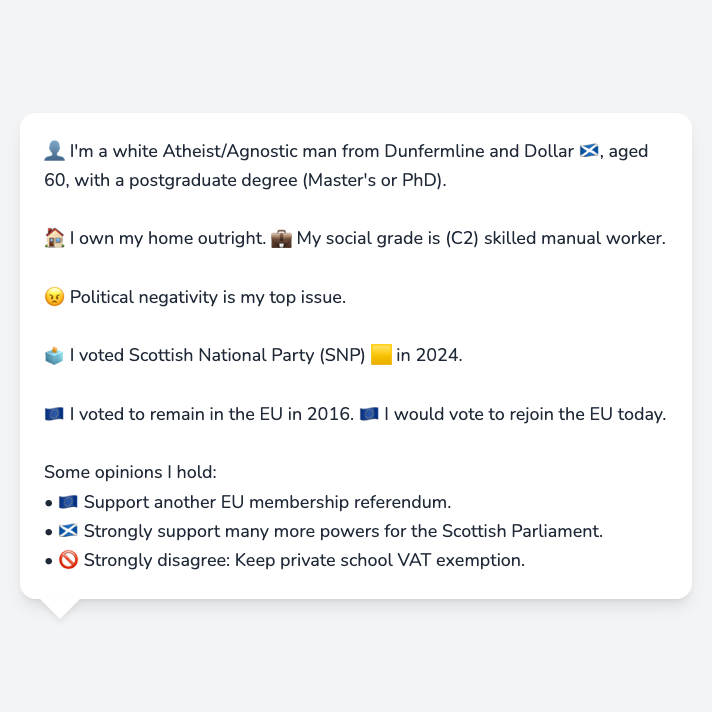 👤 I'm a white Atheist/Agnostic man from Dunfermline and Dollar 🏴󠁧󠁢󠁳󠁣󠁴󠁿, aged
60, with a postgraduate degree (Master's or PhD).
🏠 I own my home outright. 💼 My social grade is (C2) skilled manual worker.
😠 Political negativity is my top issue.
🗳️ I voted Scottish National Party (SNP) 🟨 in 2024.
🇪🇺 I voted to remain in the EU in 2016. 🇪🇺 I would vote to rejoin the EU today.
Some opinions I hold:
• 🇪🇺 Support another EU membership referendum.
• 🏴󠁧󠁢󠁳󠁣󠁴󠁿 Strongly support many more powers for the Scottish Parliament.
• 🚫 Strongly disagree: Keep private school VAT exemption.